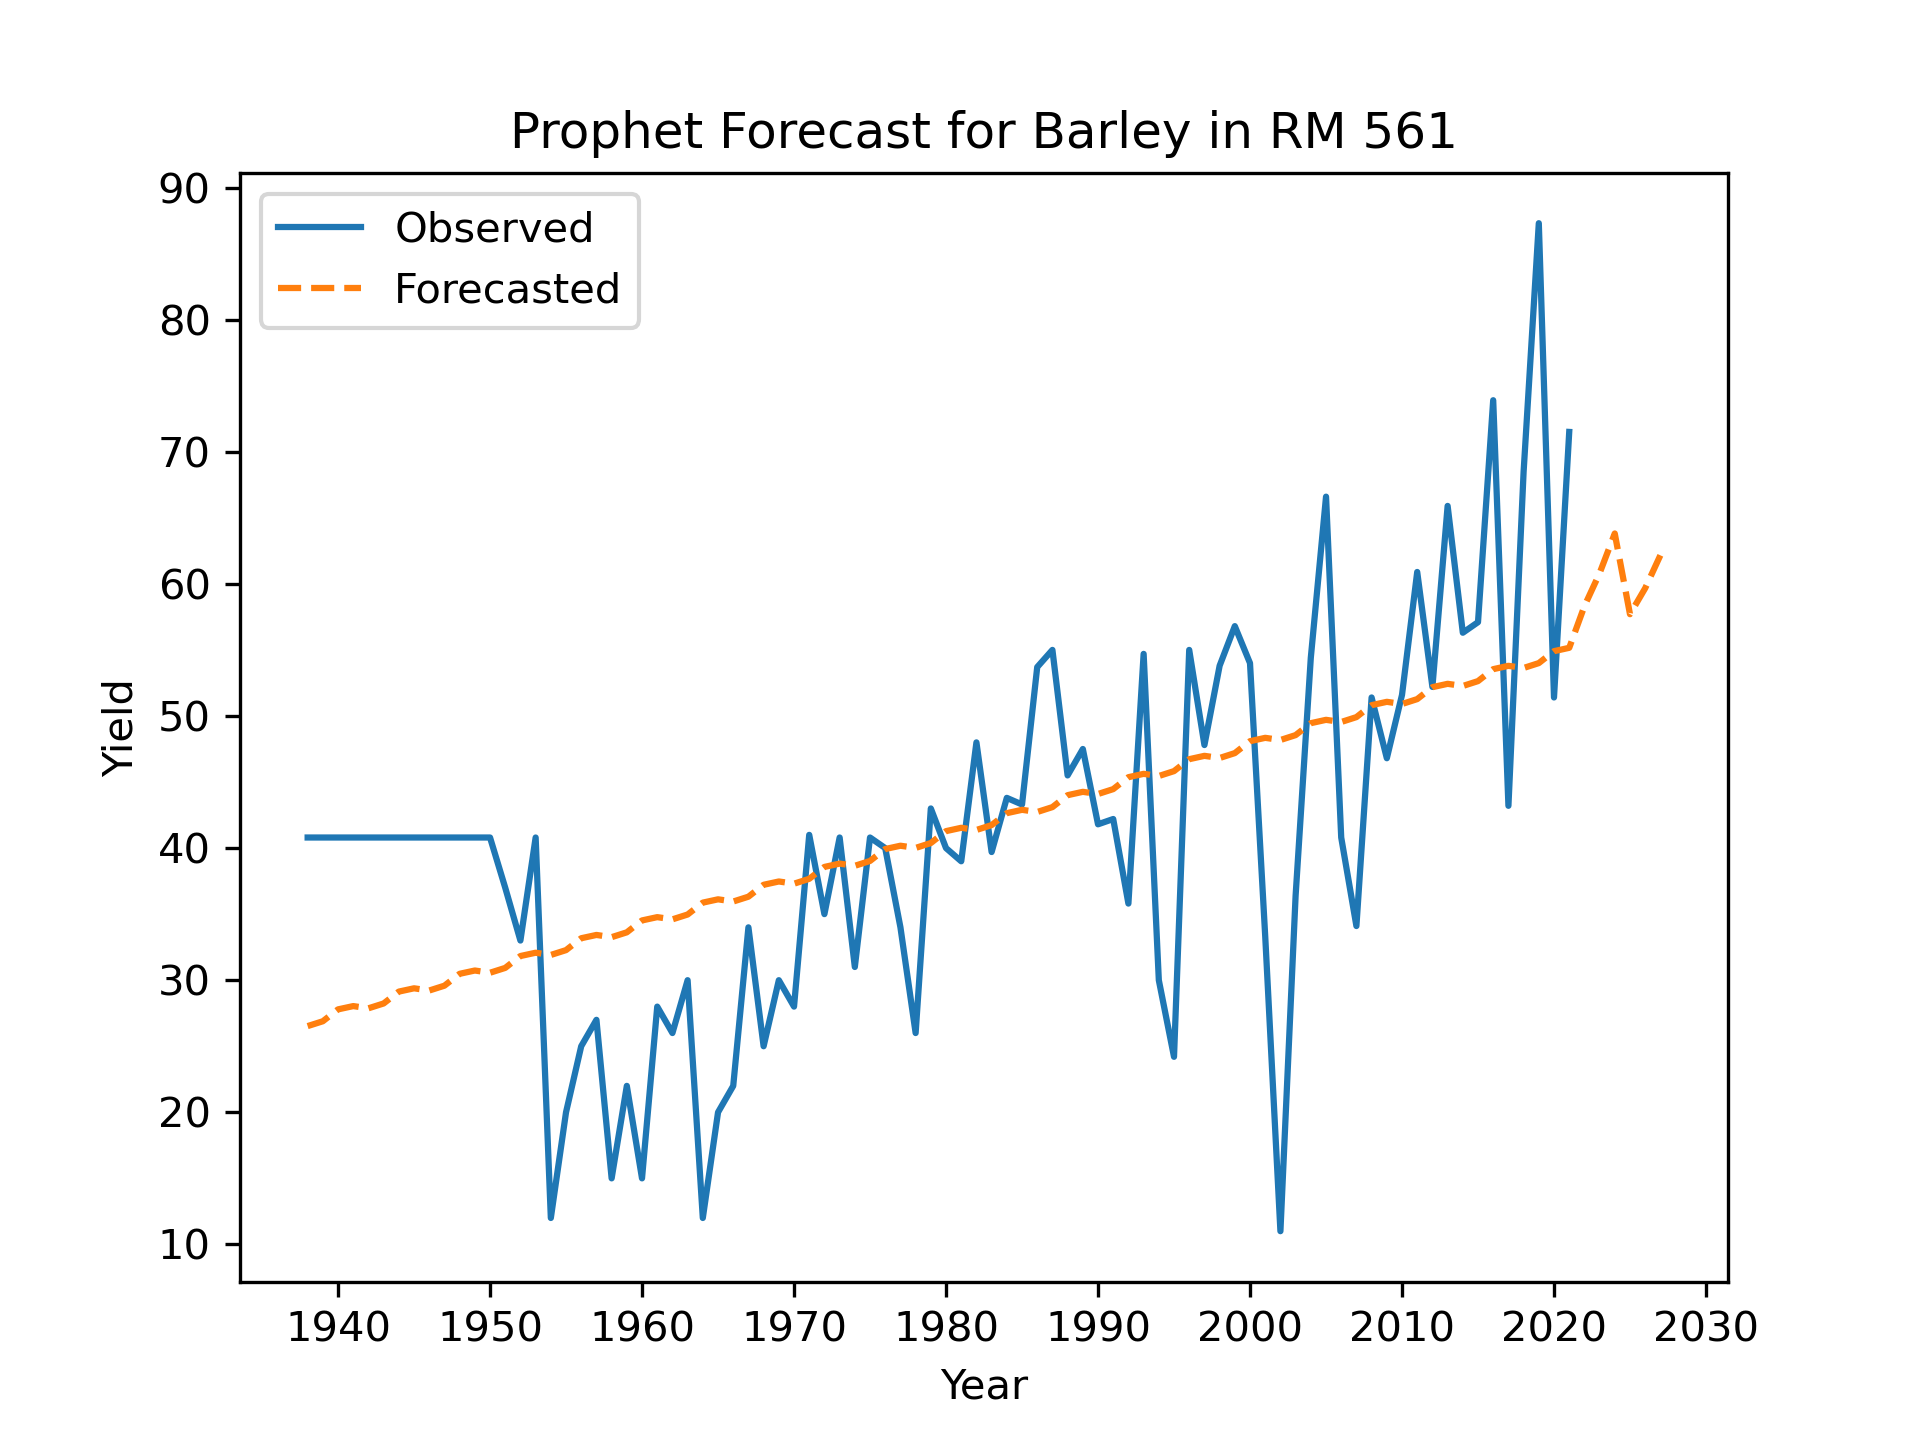 Prophet Forecast for Barley in RM 561
Observed
Forecasted
90
80
70
60
50
40
30
20
10
Yield
1940 1950 1960 1970 1980 1990 2000 2010 2020 2030
Year